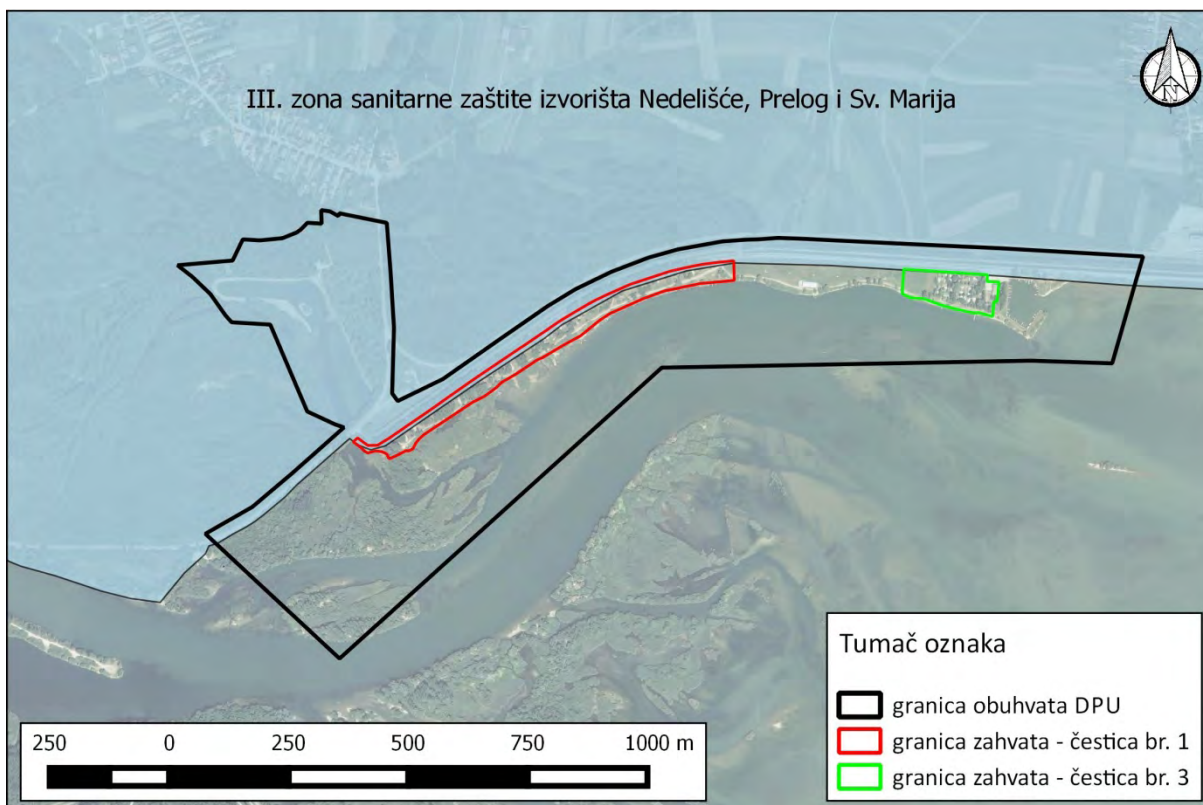 III. zona sanitarne zaštite izvorišta Nedelišće, Prelog i Sv. Marija
N
Tumač oznaka
granica obuhvata DPU
granica zahvata - čestica br. 1
granica zahvata - čestica br. 3
250 0 250 500 750 1000 m